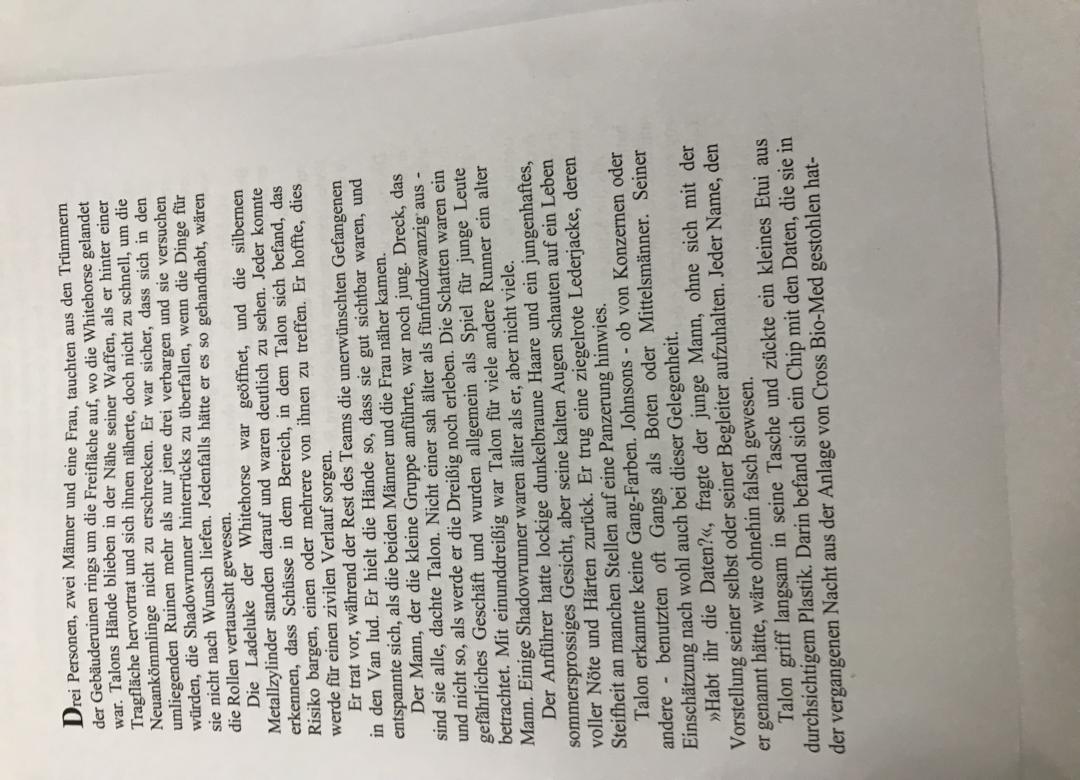 Drei Personen, zwei Männer und eine Frau, tauchten aus den Trümmern
der Gebäuderuinen rings um die Freifläche auf, wo die Whitehorse gelandet
war. Talons Hände blieben in der Nähe seiner Waffen, als er hinter einer
Tragfläche hervortrat und sich ihnen näherte, doch nicht zu schnell, um die
Neuankömmlinge nicht zu erschrecken. Er war sicher, dass sich in den
umliegenden Ruinen mehr als nur jene drei verbargen und sie versuchen
würden, die Shadowrunner hinterrücks zu überfallen, wenn die Dinge für
sie nicht nach Wunsch liefen. Jedenfalls hätte er es so gehandhabt, wären
die Rollen vertauscht gewesen.
Die Ladeluke der Whitehorse war geöffnet, und die silbernen
Metallzylinder standen darauf und waren deutlich zu sehen. Jeder konnte
erkennen, dass Schüsse in dem Bereich, in dem Talon sich befand, das
Risiko bargen, einen oder mehrere von ihnen zu treffen. Er hoffte, dies
werde für einen zivilen Verlauf sorgen.
Er trat vor, während der Rest des Teams die unerwünschten Gefangenen
in den Van lud. Er hielt die Hände so, dass sie gut sichtbar waren, und
entspannte sich, als die beiden Männer und die Frau näher kamen.
Der Mann, der die kleine Gruppe anführte, war noch jung. Dreck, das
sind sie alle, dachte Talon. Nicht einer sah älter als fünfundzwanzig aus -
und nicht so, als werde er die Dreißig noch erleben. Die Schatten waren ein
gefährliches Geschäft und wurden allgemein als Spiel für junge Leute
betrachtet. Mit einunddreißig war Talon für viele andere Runner ein alter
Mann. Einige Shadowrunner waren älter als er, aber nicht viele.
Der Anführer hatte lockige dunkelbraune Haare und ein jungenhaftes,
sommersprossiges Gesicht, aber seine kalten Augen schauten auf ein Leben
voller Nöte und Härten zurück. Er trug eine ziegelrote Lederjacke, deren
Steifheit an manchen Stellen auf eine Panzerung hinwies.
Talon erkannte keine Gang-Farben. Johnsons - ob von Konzernen oder
andere - benutzten oft Gangs als Boten oder Mittelsmänner. Seiner
Einschätzung nach wohl auch bei dieser Gelegenheit.
»Habt ihr die Daten?«, fragte der junge Mann, ohne sich mit der
Vorstellung seiner selbst oder seiner Begleiter aufzuhalten. Jeder Name, den
er genannt hätte, wäre ohnehin falsch gewesen.
Talon griff langsam in seine Tasche und zückte ein kleines Etui aus
durchsichtigem Plastik. Darin befand sich ein Chip mit den Daten, die sie in
der vergangenen Nacht aus der Anlage von Cross Bio-Med gestohlen hat-